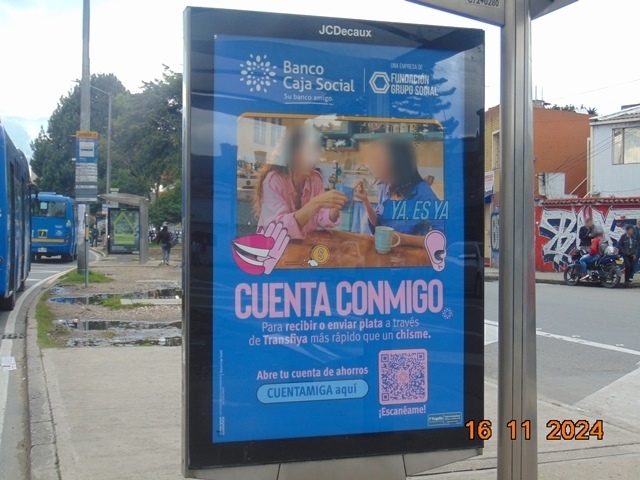 JCDecaux
Banco
Caja Social
Su banco amigo.
UNA EMPRESA DE
FUNDACIÓN
GRUPO SOCIAL
YA, ES YA
CUENTA CONMIGO
Para recibir o enviar plata a través
de Transfiya más rápido que un chisme.
Abre tu cuenta de ahorros
CUENTAMIGA aquí
¡Escanéame!
16 11 2024